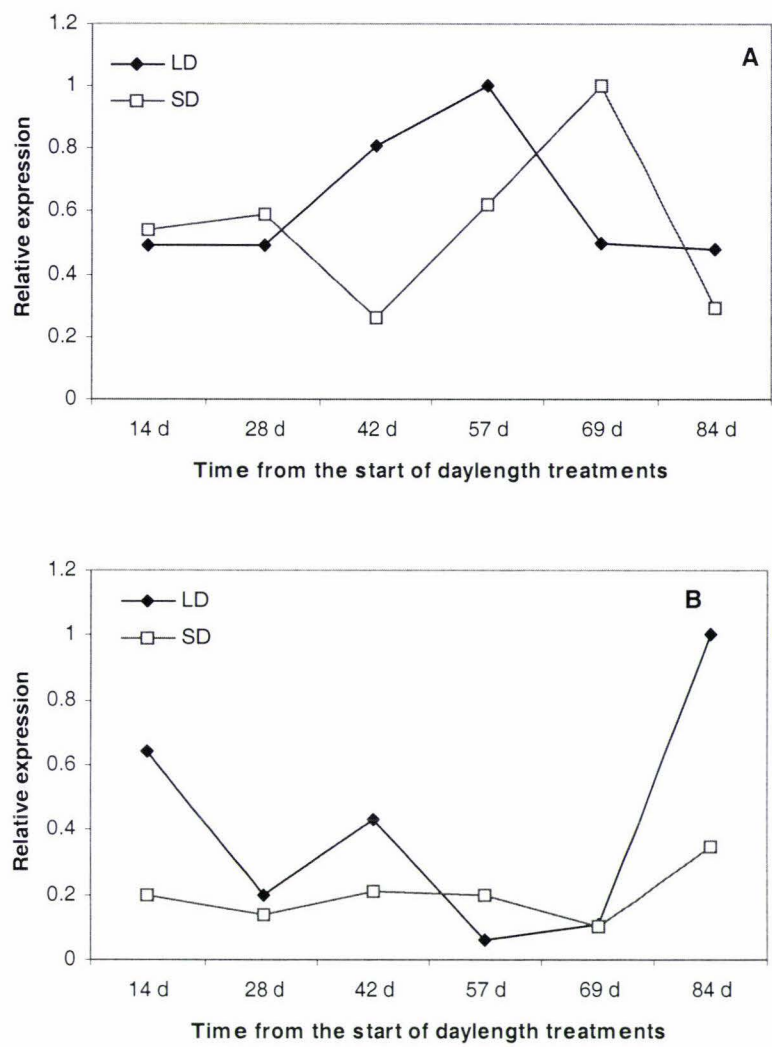 1.2
A
LD
SD
1
0.8
0.6
0.4
0.2
0
Relative expression
14 d 28 d 42 d 57 d 69 d 84 d
Time from the start of daylength treatments
1.2
B
LD
SD
1
0.8
0.6
0.4
0.2
0
Relative expression
14 d 28 d 42 d 57 d 69 d 84 d
Time from the start of daylength treatments